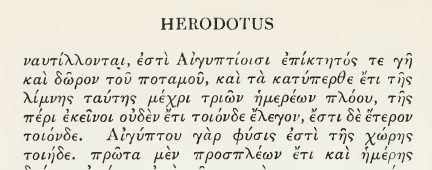 HERODOTUS
ναυτίλλονται, ἐστὶ Αἰγυπτίοισι ἐπίκτητός τε γῆ
καὶ δῶρον τοῦ ποταμοῦ, καὶ τὰ κατύπερθε ἔτι τῆς
λίμνης ταύτης μέχρι τριῶν ἡμερέων πλόου, τῆς
πέρι ἐκεῖνοι οὐδὲν ἔτι τοιόνδε ἔλεγον, ἔστι δὲ ἕτερον
τοιόνδε. Αἰγύπτου γὰρ φύσις ἐστὶ τῆς χώρης
τοιήδε. πρῶτα μὲν προσπλέων ἔτι καὶ ἡμέρης